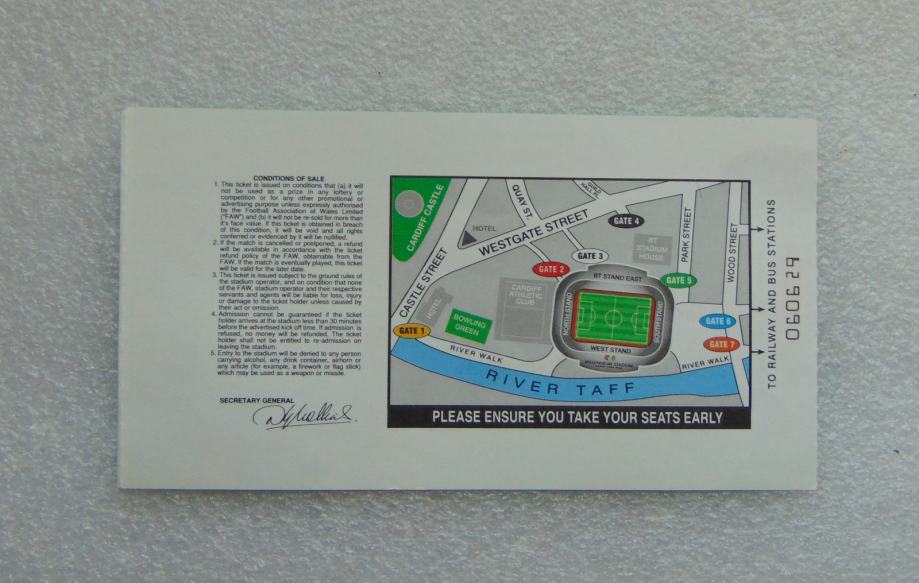 CONDITIONS OF SALE
1. This ticket is issued on conditions that (a) it will
not be used as a prize in any lottery or
competition or for any other promotional or
advertising purpose unless expressly authorised
by the Football Association of Wales Limited
("FAW") and (b) it will not be re-sold for more than
it's face value. If this ticket is obtained in breach
of this condition, it will be void and all rights
conferred or evidenced by it will be nullified.
2. If the match is cancelled or postponed, a refund
will be available in accordance with the ticket
refund policy of the FAW, obtainable from the
FAW. If the match is eventually played, this ticket
will be valid for the later date.
3. This ticket is issued subject to the ground rules of
the stadium operator, and on condition that none
of the FAW, stadium operator and their respective
servants and agents will be liable for loss, injury
or damage to the ticket holder unless caused by
their act or omission.
4. Admission cannot be guaranteed if the ticket
holder arrives at the stadium less than 30 minutes
before the advertised kick off time. If admission is
refused, no money will be refunded. The ticket
holder shall not be entitled to re-admission on
leaving the stadium.
5. Entry to the stadium will be denied to any person
carrying alcohol, any drink container, airhorn or
any article (for example, a firework or flag stick)
which may be used as a weapon or missile.
SECRETARY GENERAL
CARDIFF CASTLE
CASTLE STREET
HOTEL
QUAY ST.
WESTGATE STREET
GATE 4
GATE 3
GATE 2
BT
STADIUM
HOUSE
PARK STREET
WOOD STREET
GATE 5
BT STAND EAST
NORTH STAND
SOUTH STAND
WEST STAND
MILLENNIUM STADIUM
CARDIFF
ATHLETIC
CLUB
HOTEL
BOWLING
GREEN
GATE 1
GATE 6
GATE 7
RIVER WALK
RIVER WALK
RIVER TAFF
PLEASE ENSURE YOU TAKE YOUR SEATS EARLY
TO RAILWAY AND BUS STATIONS
060629